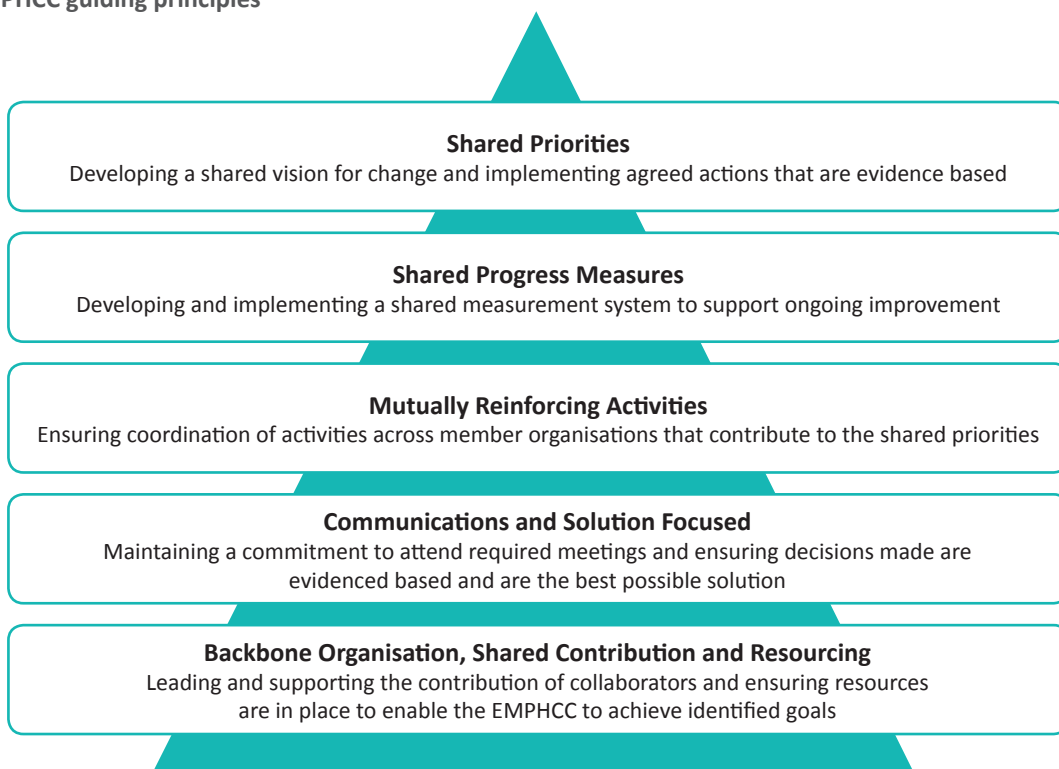 PHCC guiding principles
Shared Priorities
Developing a shared vision for change and implementing agreed actions that are evidence based
Shared Progress Measures
Developing and implementing a shared measurement system to support ongoing improvement
Mutually Reinforcing Activities
Ensuring coordination of activities across member organisations that contribute to the shared priorities
Communications and Solution Focused
Maintaining a commitment to attend required meetings and ensuring decisions made are
evidenced based and are the best possible solution
Backbone Organisation, Shared Contribution and Resourcing
Leading and supporting the contribution of collaborators and ensuring resources
are in place to enable the EMPHCC to achieve identified goals